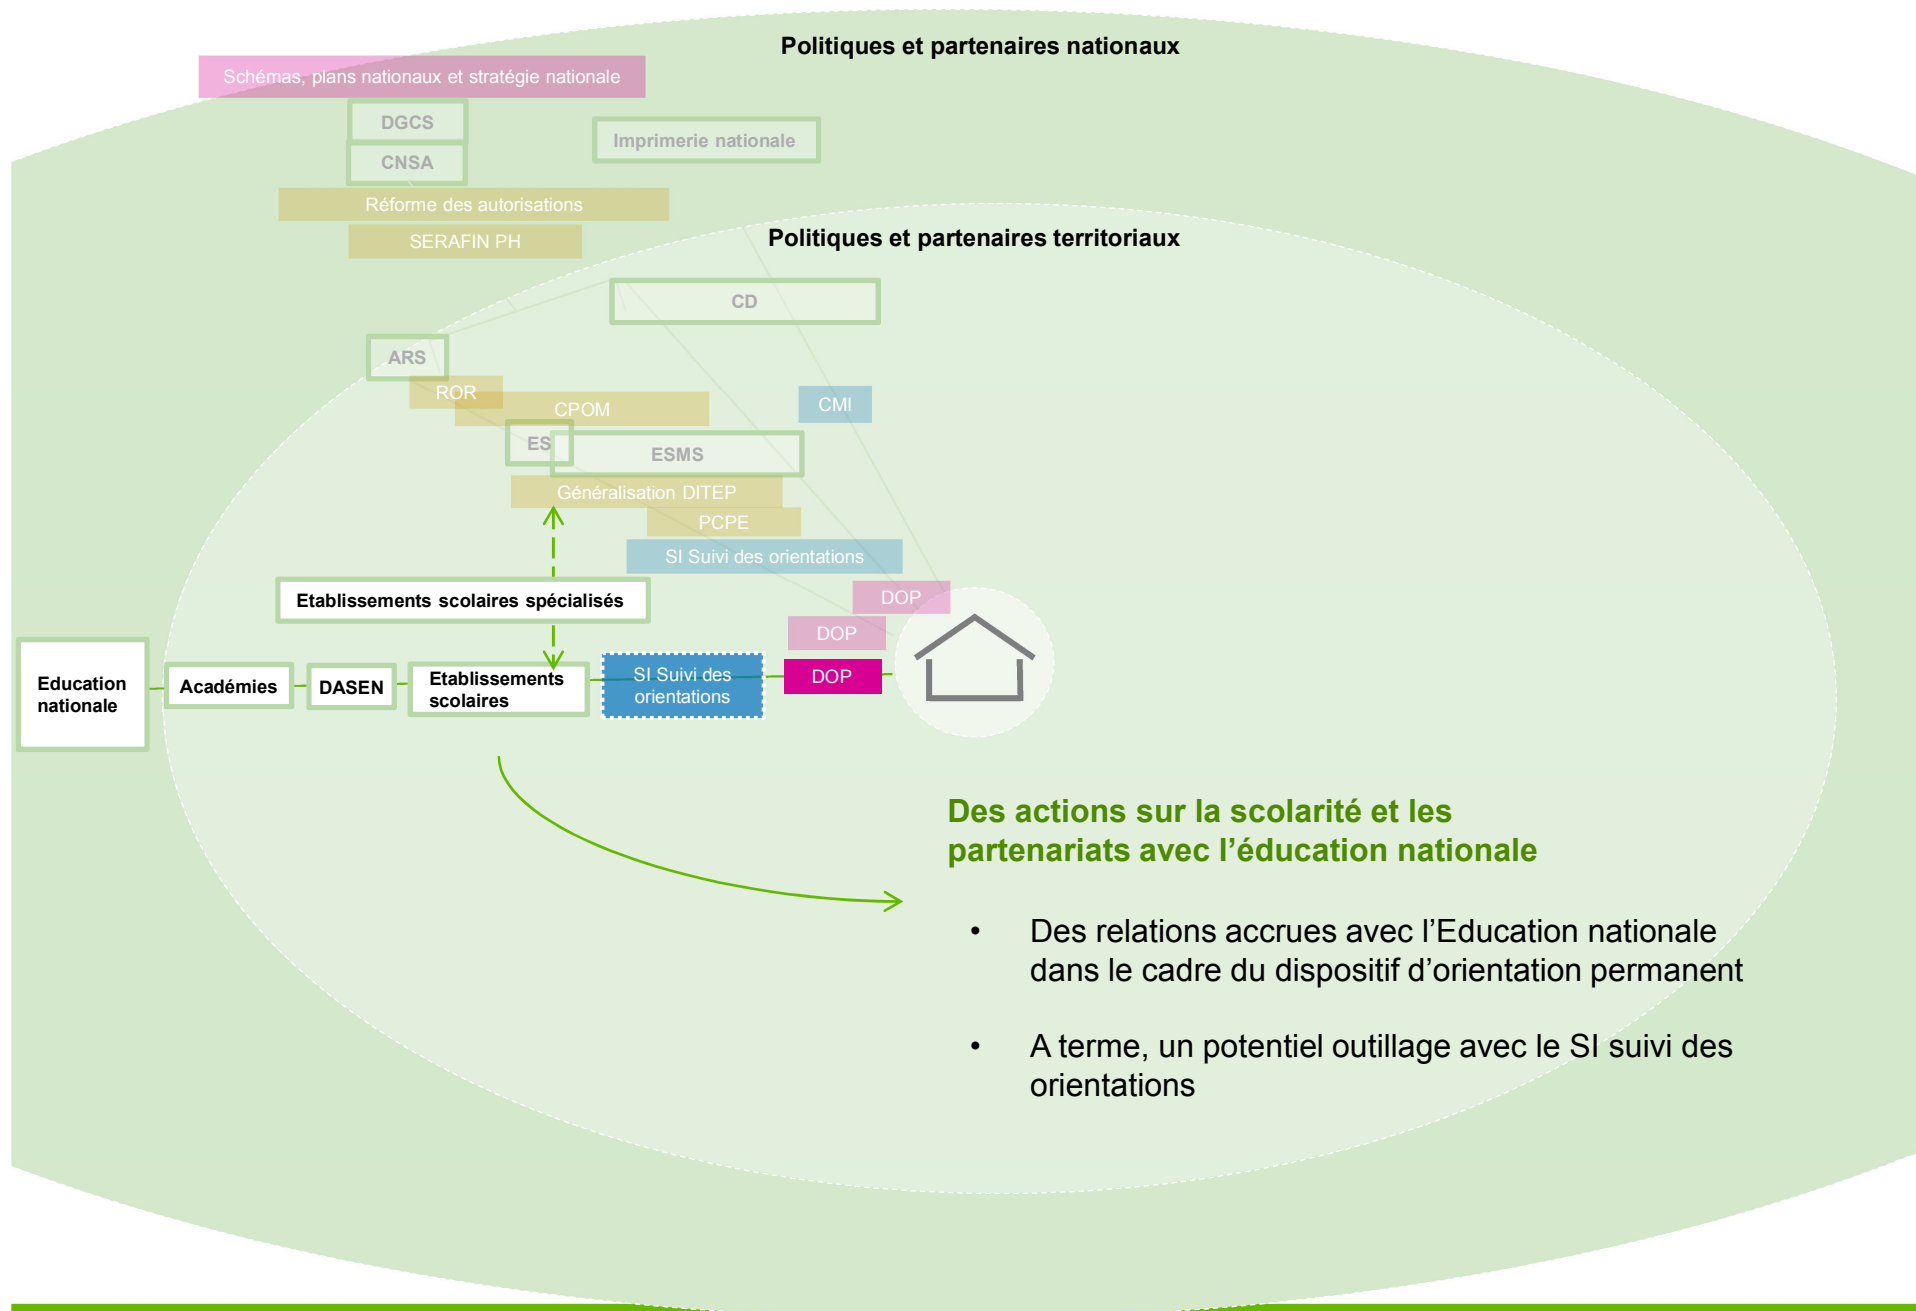 Politiques et partenaires nationaux
Schémas, plans nationaux et stratégie nationale
DGCS
Imprimerie nationale
CNSA
Réforme des autorisations
SERAFIN PH
Politiques et partenaires territoriaux
CD
ARS
ROR
CPOM
CMI
ES
ESMS
Généralisation DITEP
PCPE
SI Suivi des orientations
Etablissements scolaires spécialisés
DOP
DOP
Education
nationale
Académies
DASEN
Etablissements
scolaires
SI Suivi des
orientations
DOP
Des actions sur la scolarité et les
partenariats avec l’éducation nationale
• Des relations accrues avec l’Education nationale
dans le cadre du dispositif d’orientation permanent
• A terme, un potentiel outillage avec le SI suivi des
orientations